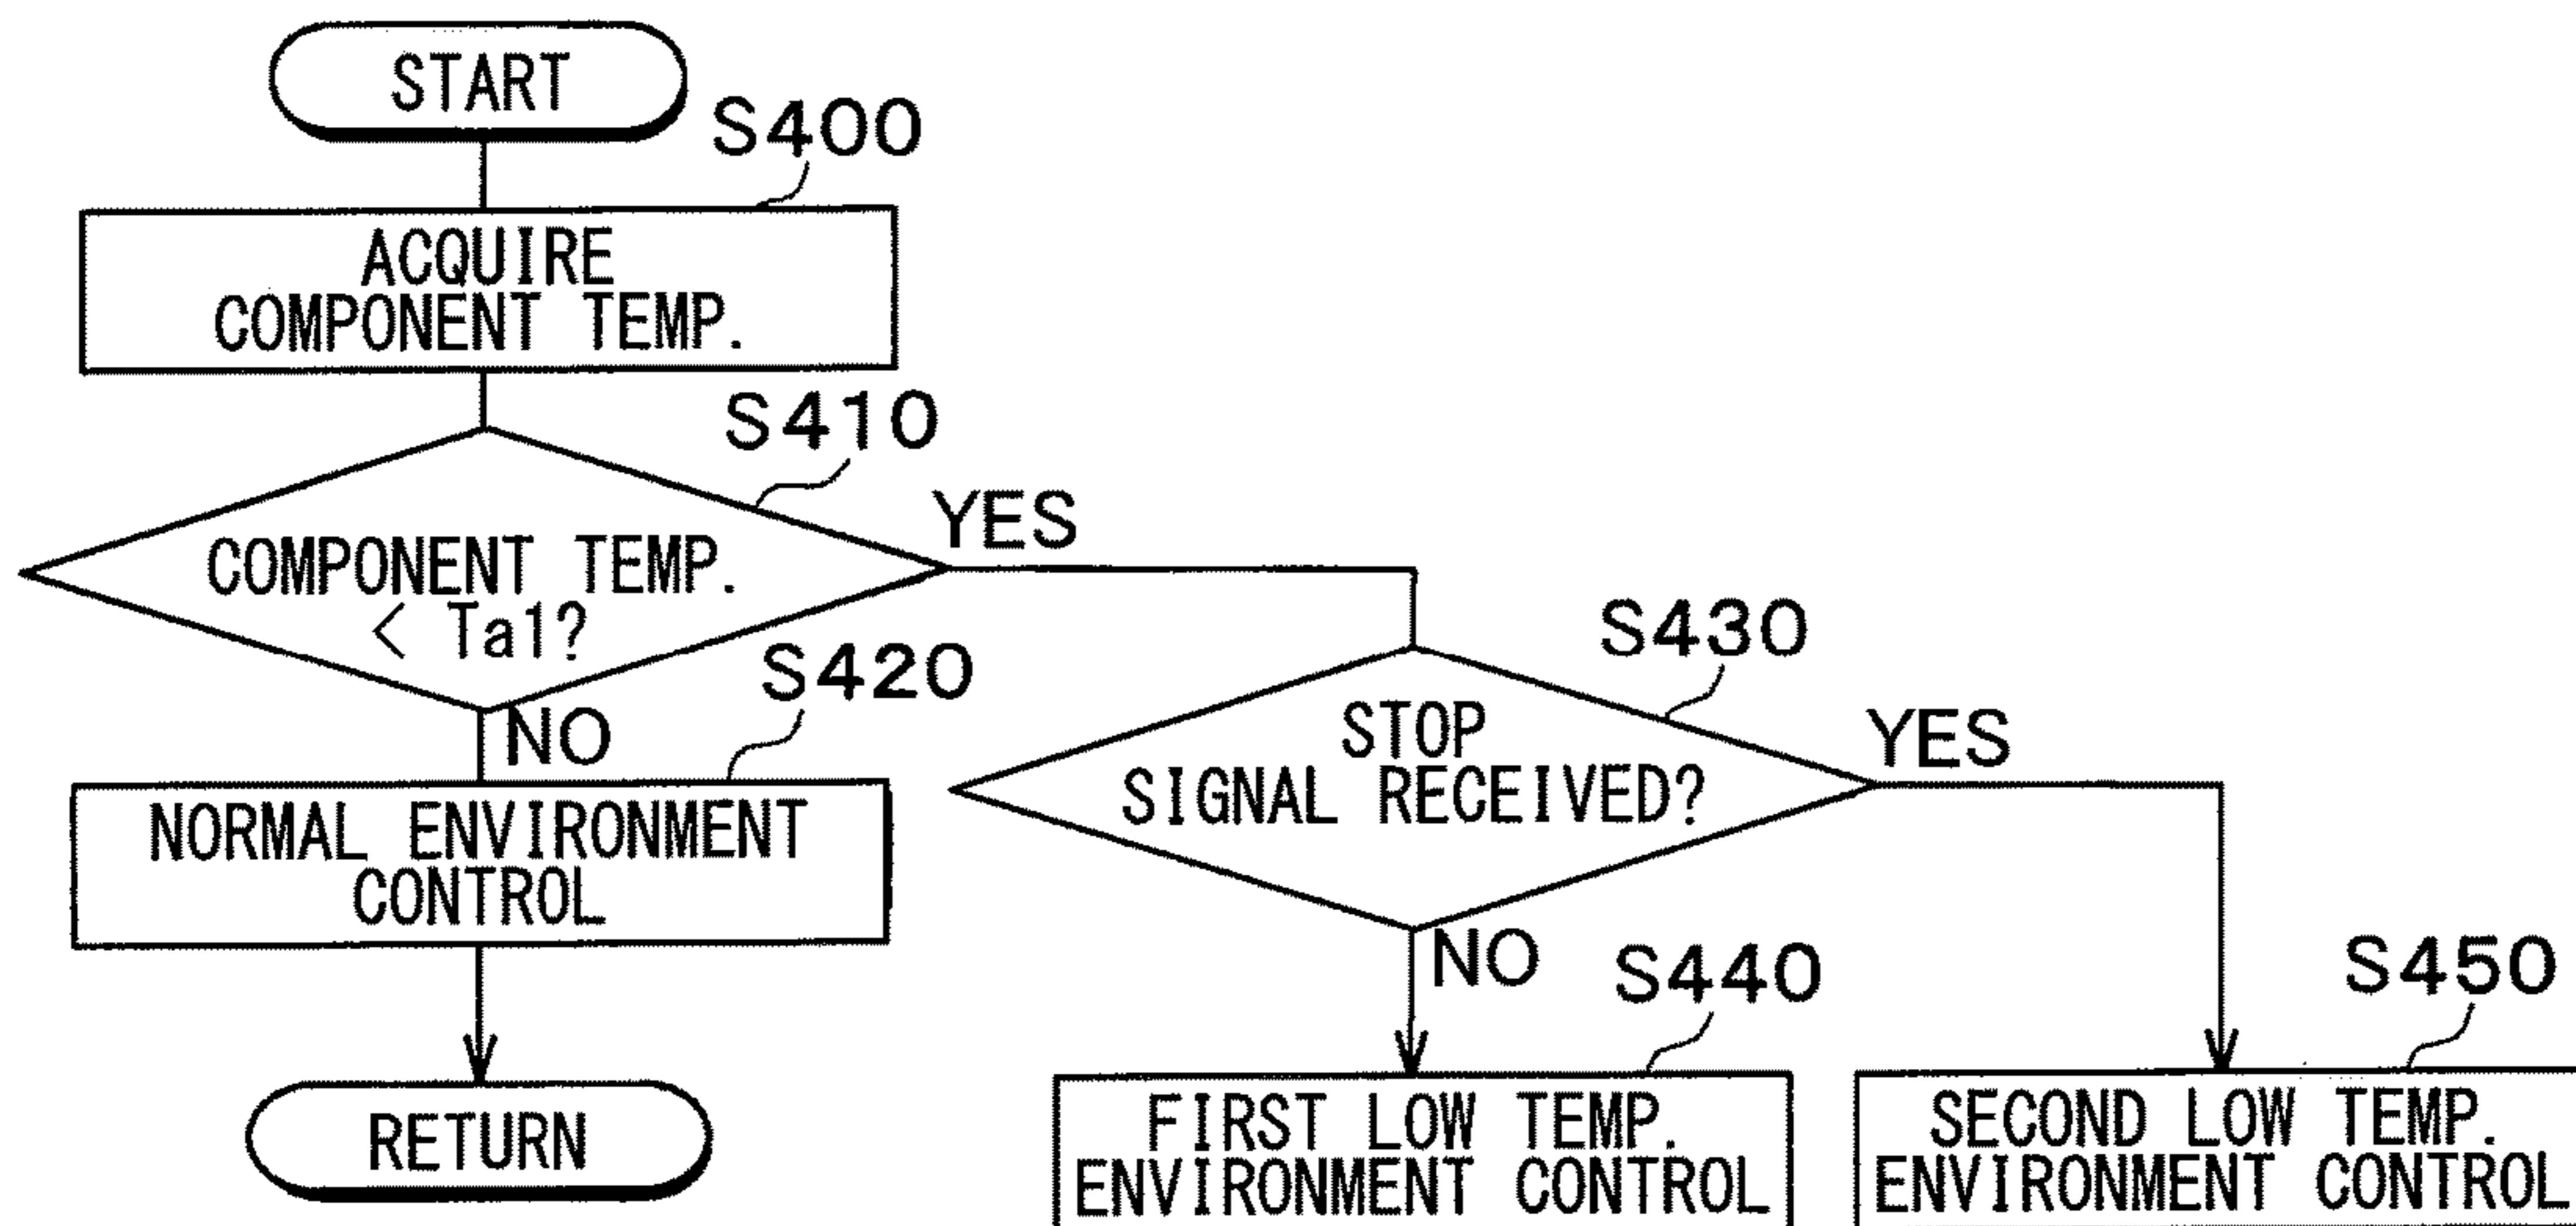 START
S400
ACQUIRE
COMPONENT TEMP.
S410
COMPONENT TEMP.
< Ta1?
YES
NO
S420
NORMAL ENVIRONMENT
CONTROL
RETURN
S430
STOP
SIGNAL RECEIVED?
YES
NO
S440
FIRST LOW TEMP.
ENVIRONMENT CONTROL
S450
SECOND LOW TEMP.
ENVIRONMENT CONTROL